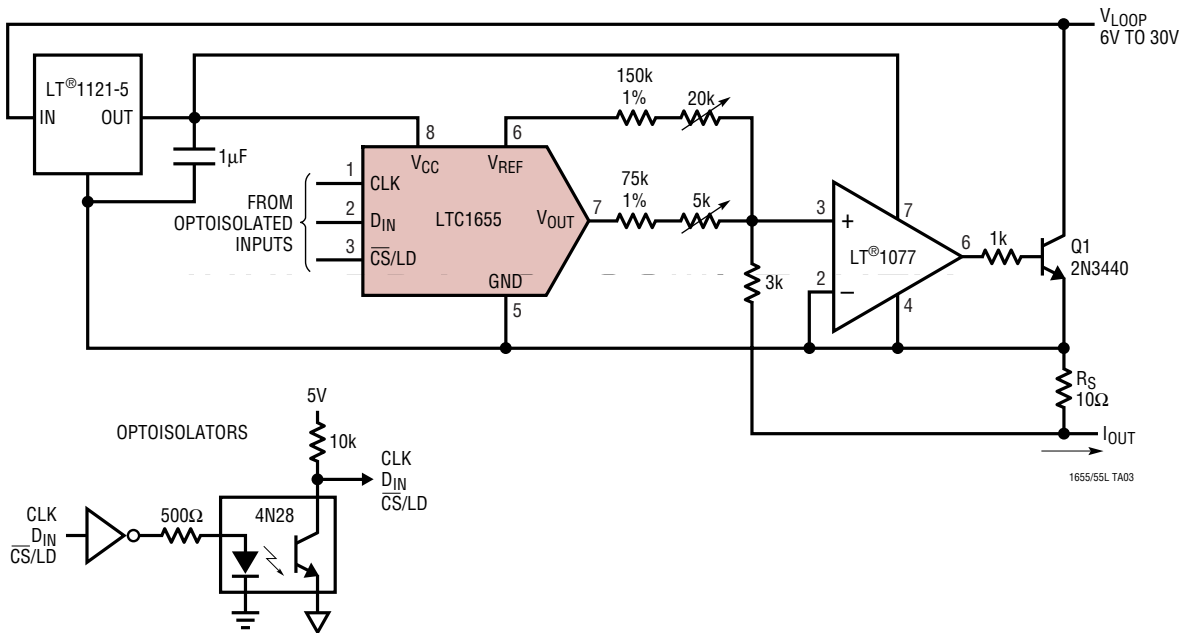 VLOOP
6V TO 30V
LT®1121-5
IN
OUT
1µF
150k
1%
20k
8
6
VCC
VREF
1
CLK
FROM
OPTOISOLATED
INPUTS
2
DIN
LTC1655
VOUT
7
3
CS/LD
GND
5
75k
1%
5k
3
+
7
LT®1077
6
1k
Q1
2N3440
2
–
4
3k
RS
10Ω
IOUT
1655/55L TA03
5V
OPTOISOLATORS
10k
CLK
DIN
CS/LD
CLK
DIN
CS/LD
500Ω
4N28